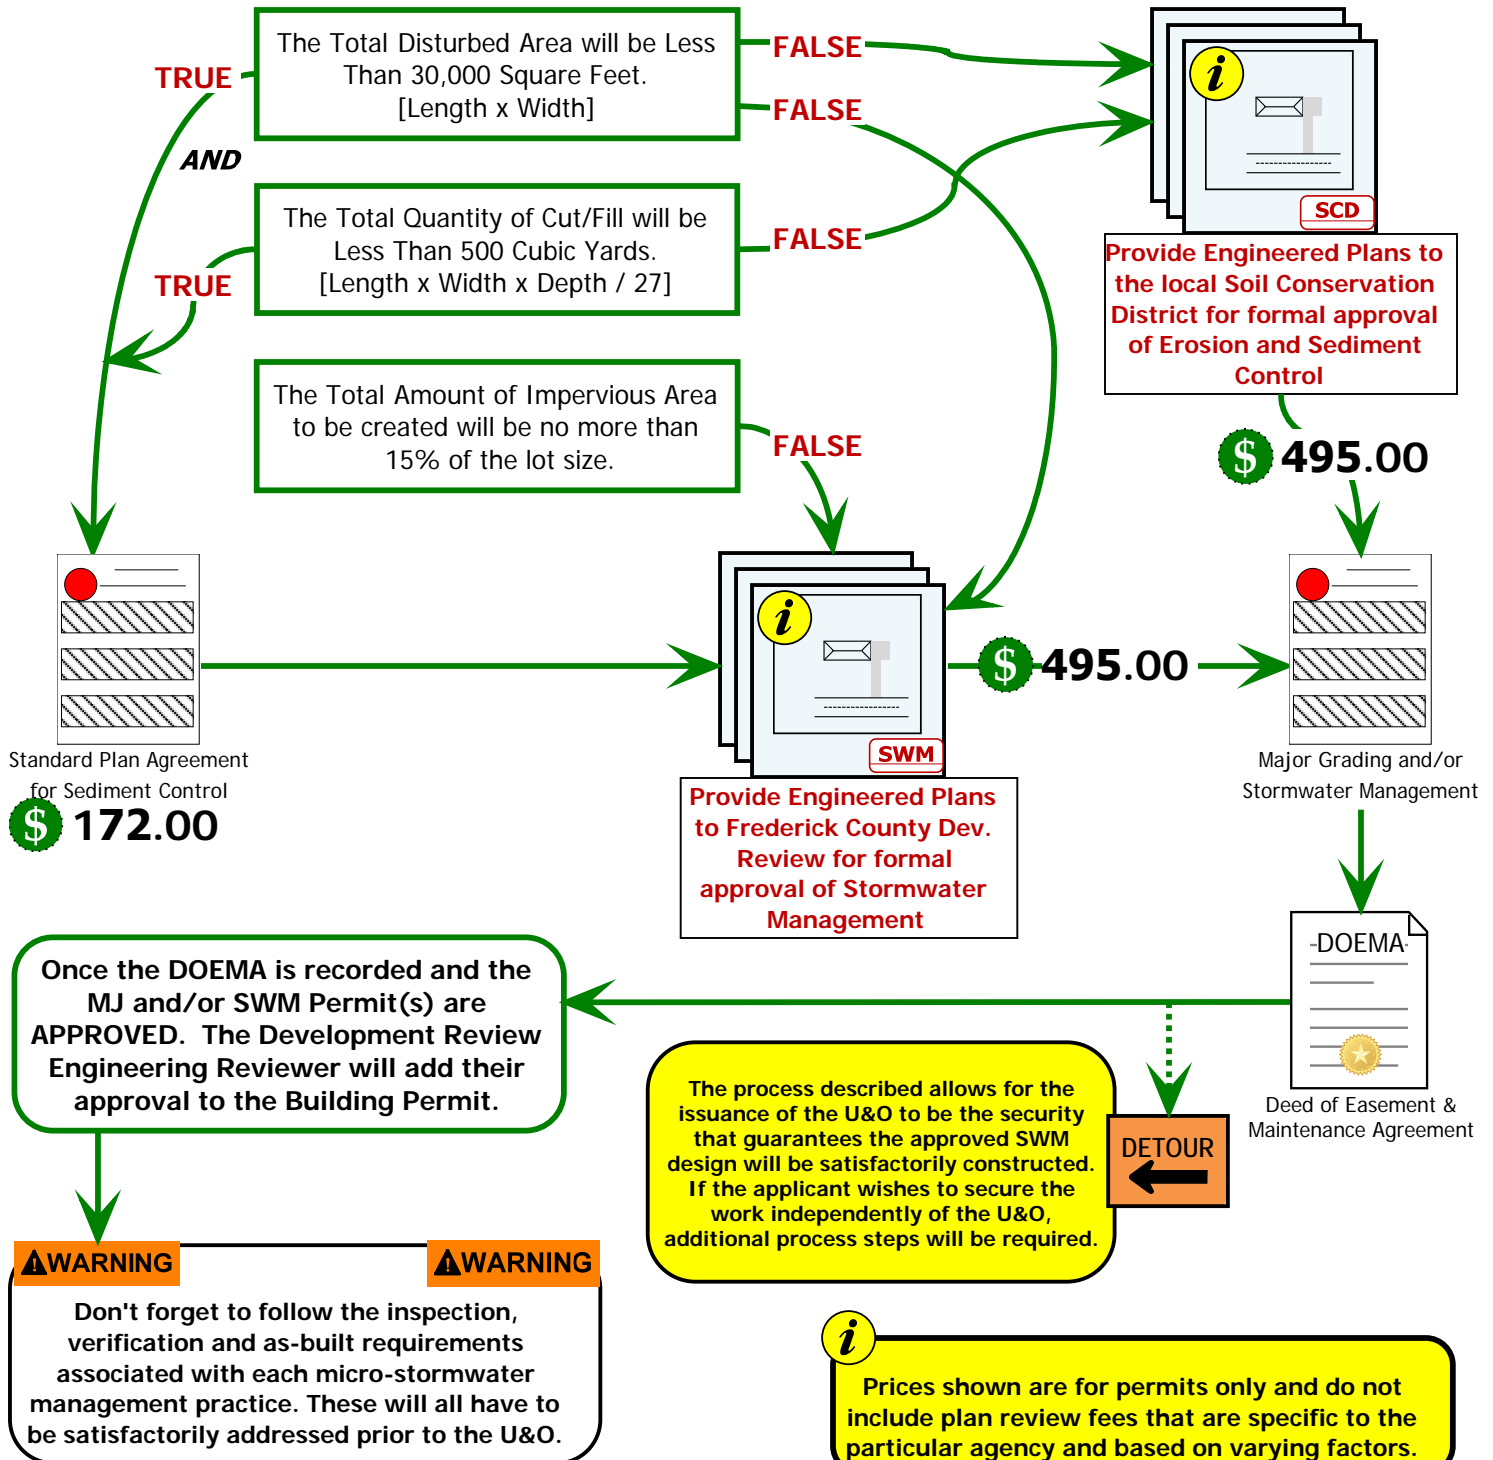 The Total Disturbed Area will be Less
Than 30,000 Square Feet.
[Length x Width]
TRUE
FALSE
FALSE
AND
The Total Quantity of Cut/Fill will be
Less Than 500 Cubic Yards.
[Length x Width x Depth / 27]
TRUE
FALSE
The Total Amount of Impervious Area
to be created will be no more than
15% of the lot size.
FALSE
i
SCD
Provide Engineered Plans to
the local Soil Conservation
District for formal approval
of Erosion and Sediment
Control
$ 495.00
Standard Plan Agreement
for Sediment Control
$ 172.00
i
SWM
Provide Engineered Plans
to Frederick County Dev.
Review for formal
approval of Stormwater
Management
$ 495.00
Major Grading and/or
Stormwater Management
DOEMA
Deed of Easement &
Maintenance Agreement
Once the DOEMA is recorded and the
MJ and/or SWM Permit(s) are
APPROVED. The Development Review
Engineering Reviewer will add their
approval to the Building Permit.
The process described allows for the
issuance of the U&O to be the security
that guarantees the approved SWM
design will be satisfactorily constructed.
If the applicant wishes to secure the
work independently of the U&O,
additional process steps will be required.
DETOUR
WARNING
WARNING
Don't forget to follow the inspection,
verification and as-built requirements
associated with each micro-stormwater
management practice. These will all have to
be satisfactorily addressed prior to the U&O.
i
Prices shown are for permits only and do not
include plan review fees that are specific to the
particular agency and based on varying factors.